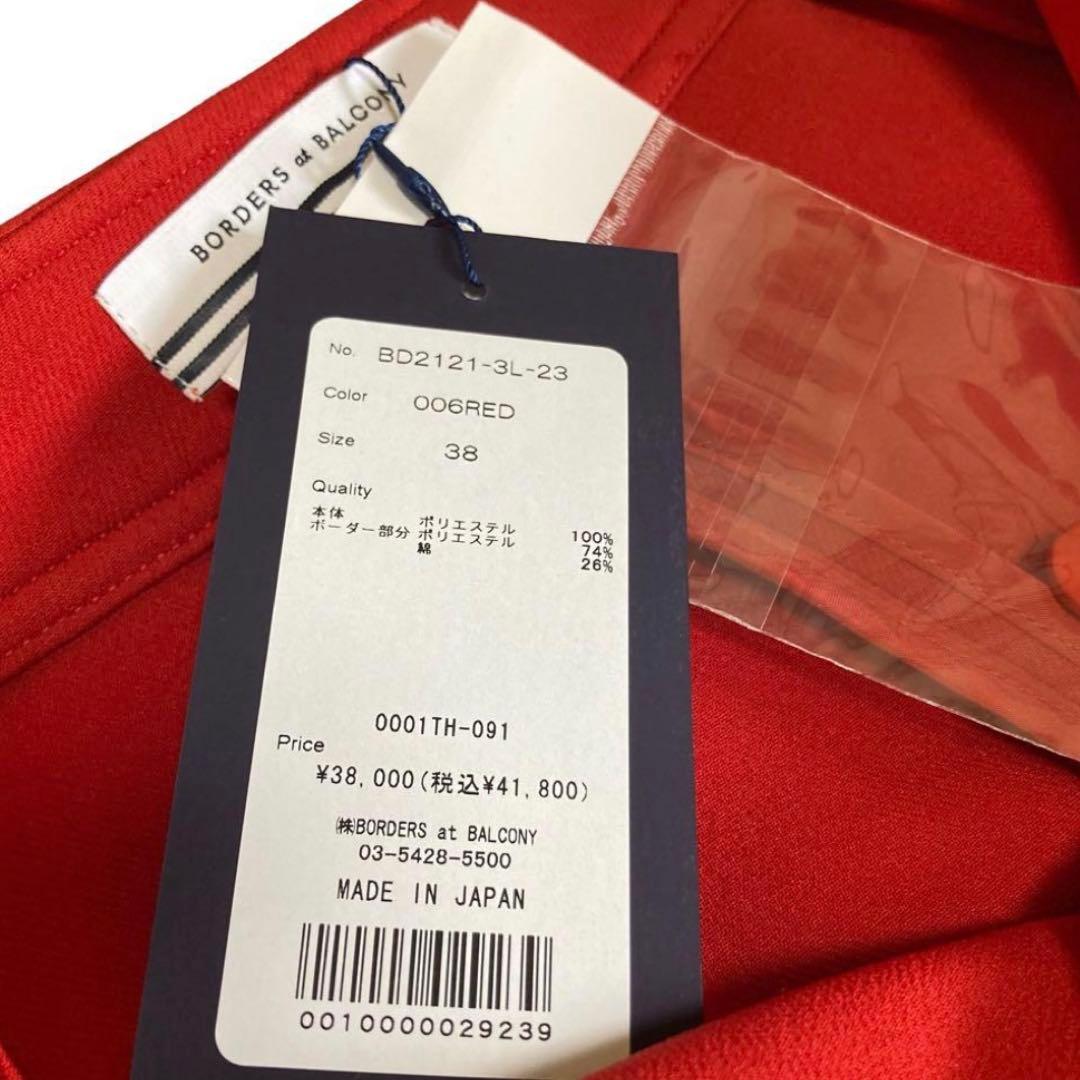 BORDERS at BALCONY
No. BD2121-3L-23
Color 006RED
Size 38
Quality
本体 ポリエステル 100%
ボーダー部分 ポリエステル 74%
綿 26%
0001TH-091
Price
¥38,000(税込¥41,800)
㈱BORDERS at BALCONY
03-5428-5500
MADE IN JAPAN
0010000029239